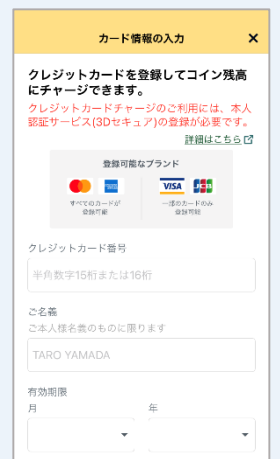 カード情報の入力 ×
クレジットカードを登録してコイン残高
にチャージできます。
クレジットカードチャージのご利用には、本人
認証サービス(3Dセキュア)の登録が必要です。
詳細はこちら
登録可能なブランド
VISA JCB
すべてのカードが
登録可能
一部のカードのみ
登録可能
クレジットカード番号
半角数字15桁または16桁
ご名義
ご本人様名義のものに限ります
TARO YAMADA
有効期限
月
年